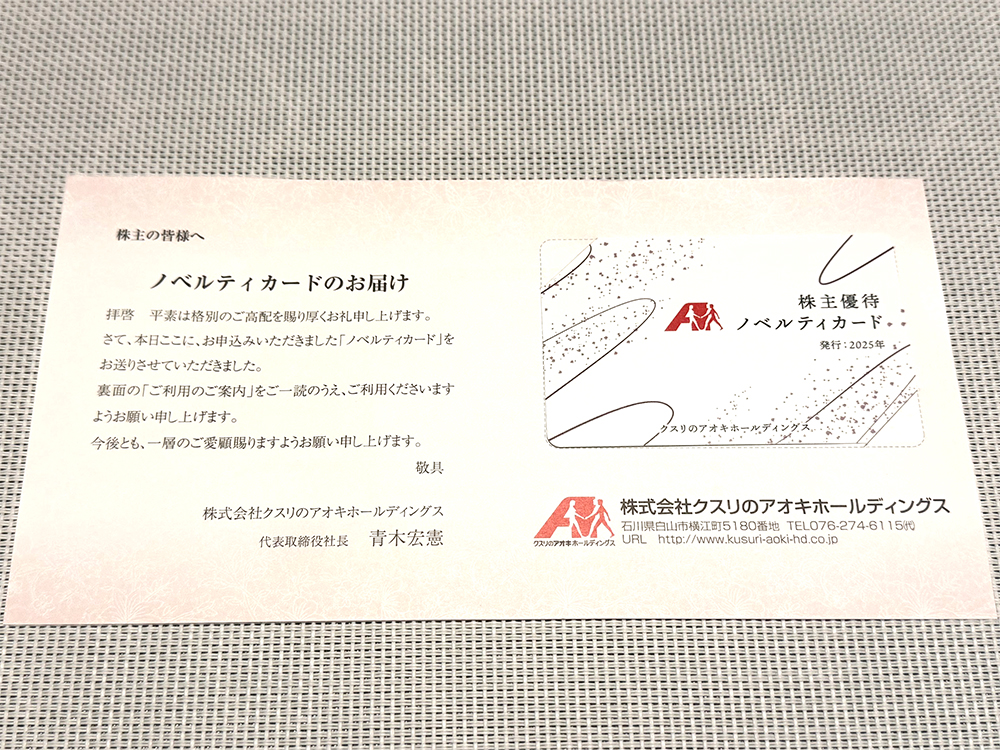 株主の皆様へ
ノベルティカードのお届け
拝啓　平素は格別のご高配を賜り厚くお礼申し上げます。
さて、本日ここに、お申込みいただきました「ノベルティカード」を
お送りさせていただきました。
裏面の「ご利用のご案内」をご一読のうえ、ご利用くださいます
ようお願い申し上げます。
今後とも、一層のご愛顧賜りますようお願い申し上げます。
敬具
株式会社クスリのアオキホールディングス
代表取締役社長　青木宏憲
株主優待
ノベルティカード
発行：2025年
クスリのアオキホールディングス
クスリのアオキホールディングス
株式会社クスリのアオキホールディングス
石川県白山市横江町5180番地　TEL076-274-6115㈹
URL　http://www.kusuri-aoki-hd.co.jp